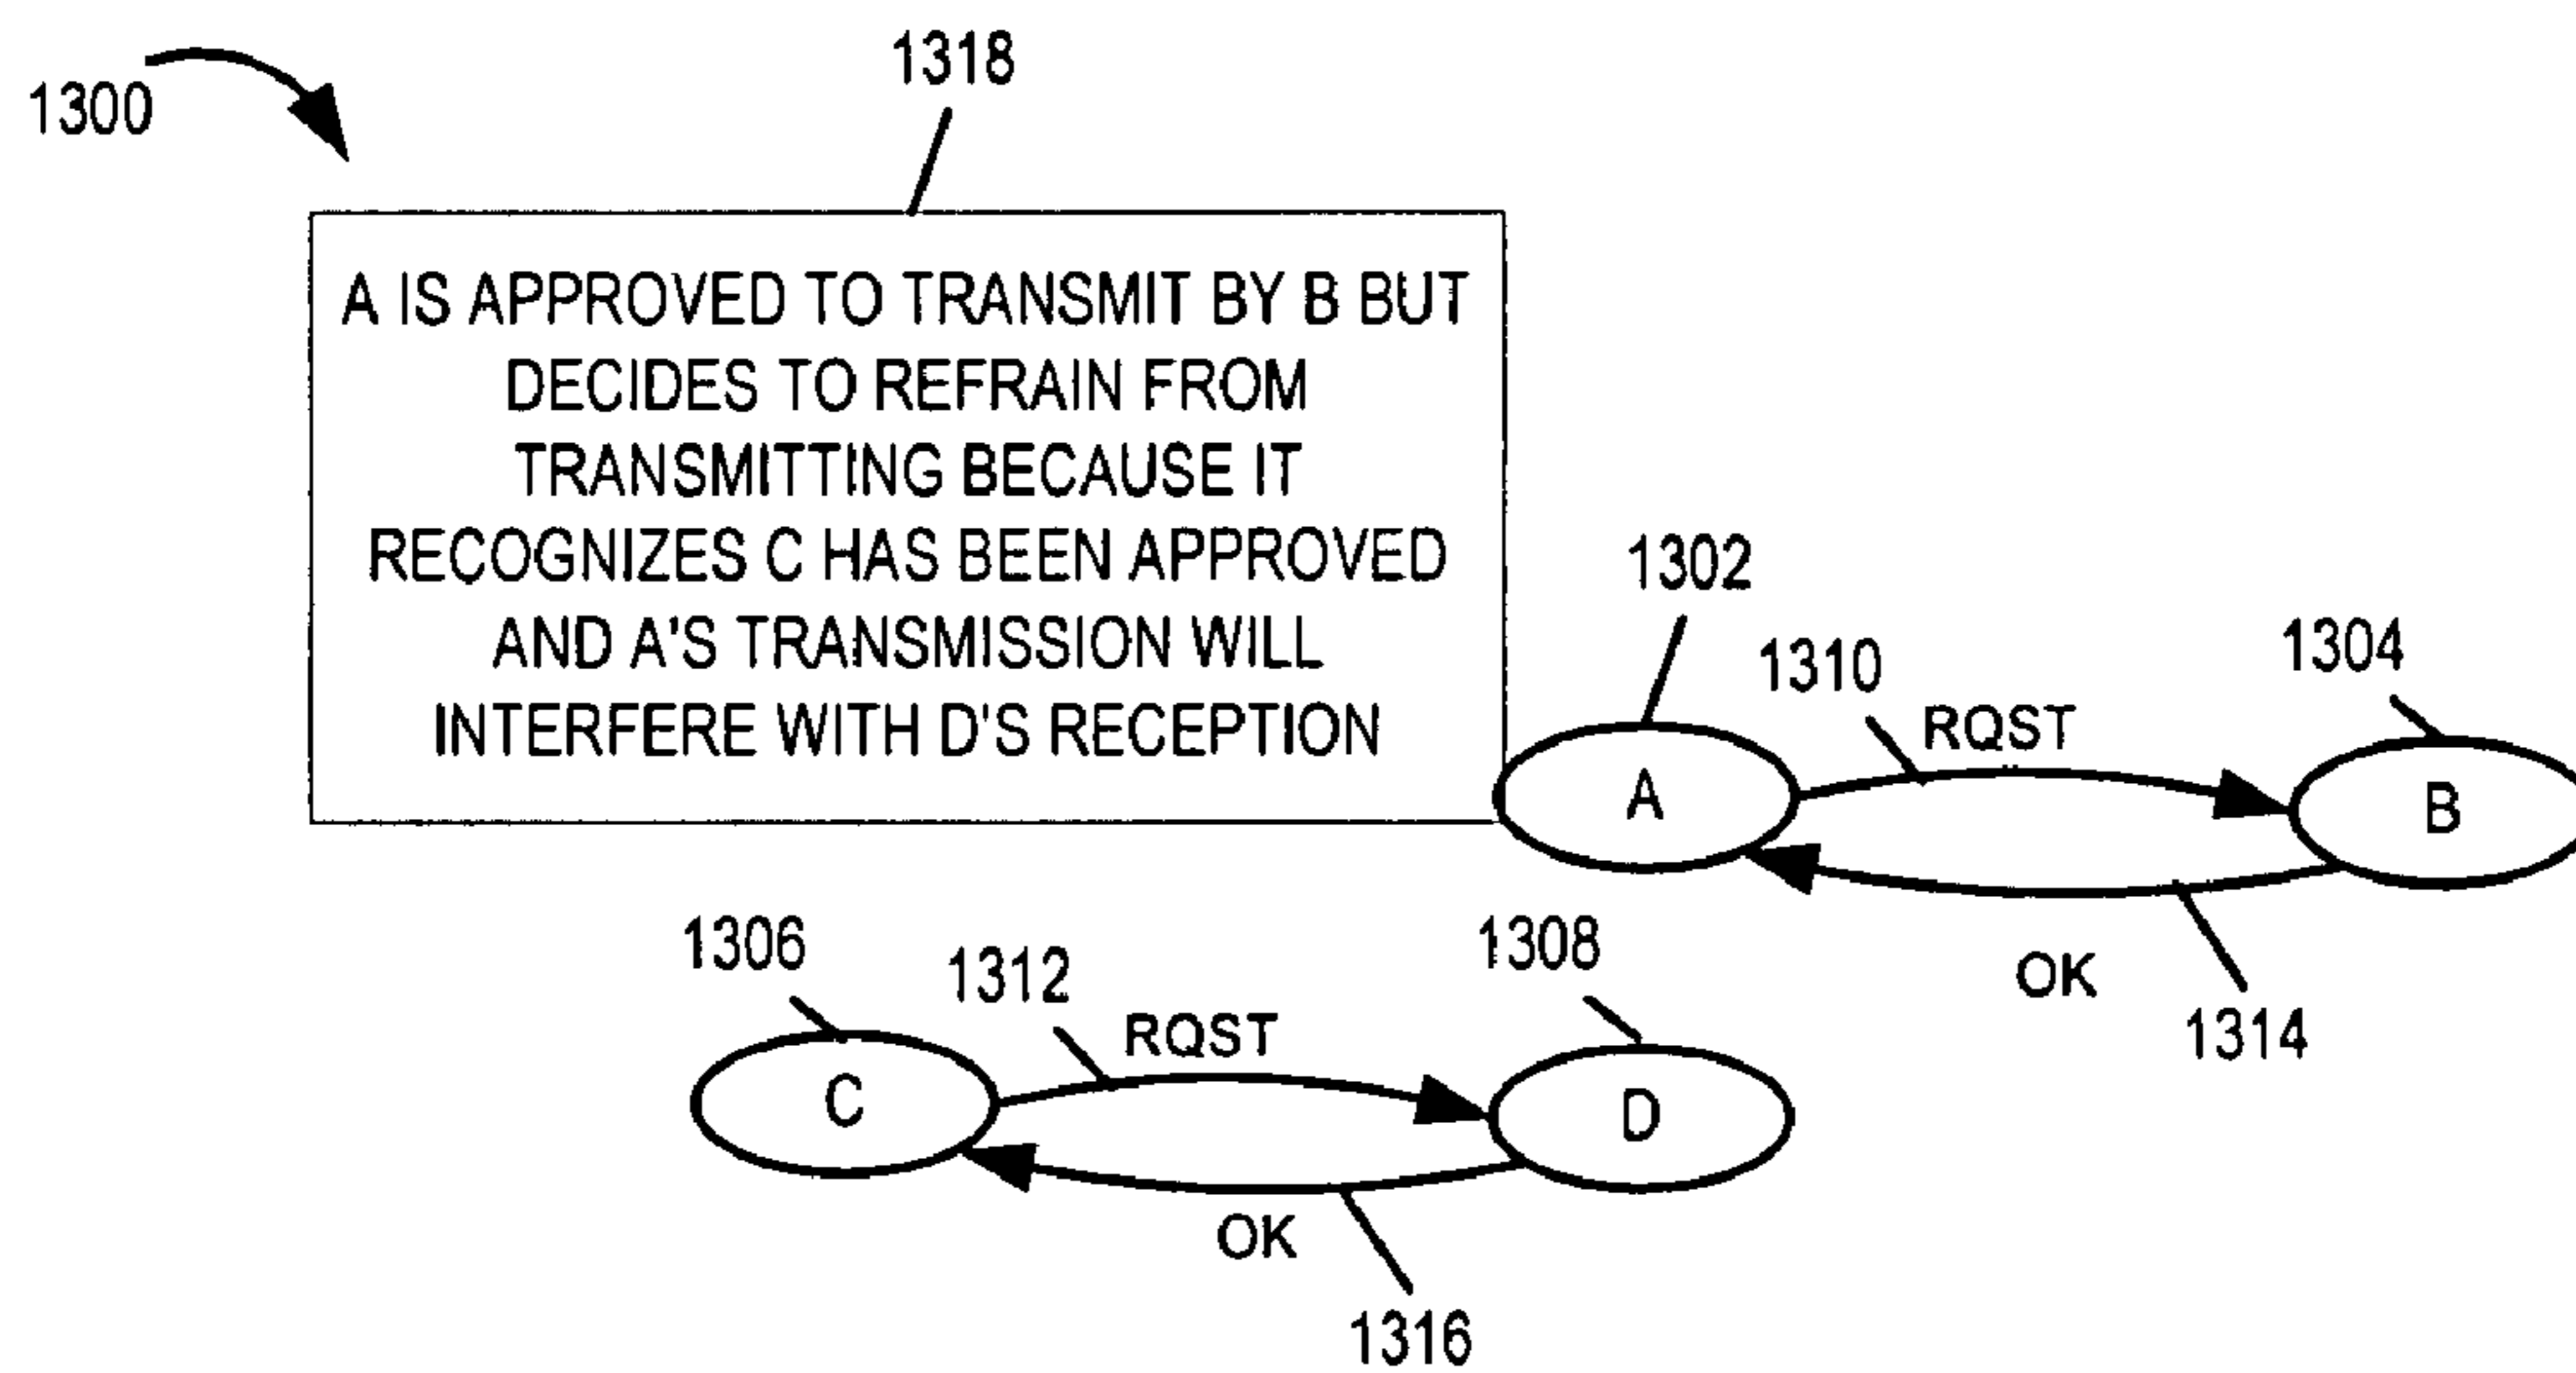 1318
1300
A IS APPROVED TO TRANSMIT BY B BUT
DECIDES TO REFRAIN FROM
TRANSMITTING BECAUSE IT
RECOGNIZES C HAS BEEN APPROVED
AND A'S TRANSMISSION WILL
INTERFERE WITH D'S RECEPTION
1302
1310
RQST
1304
A
B
OK
1314
1306
1312
RQST
1308
C
D
OK
1316